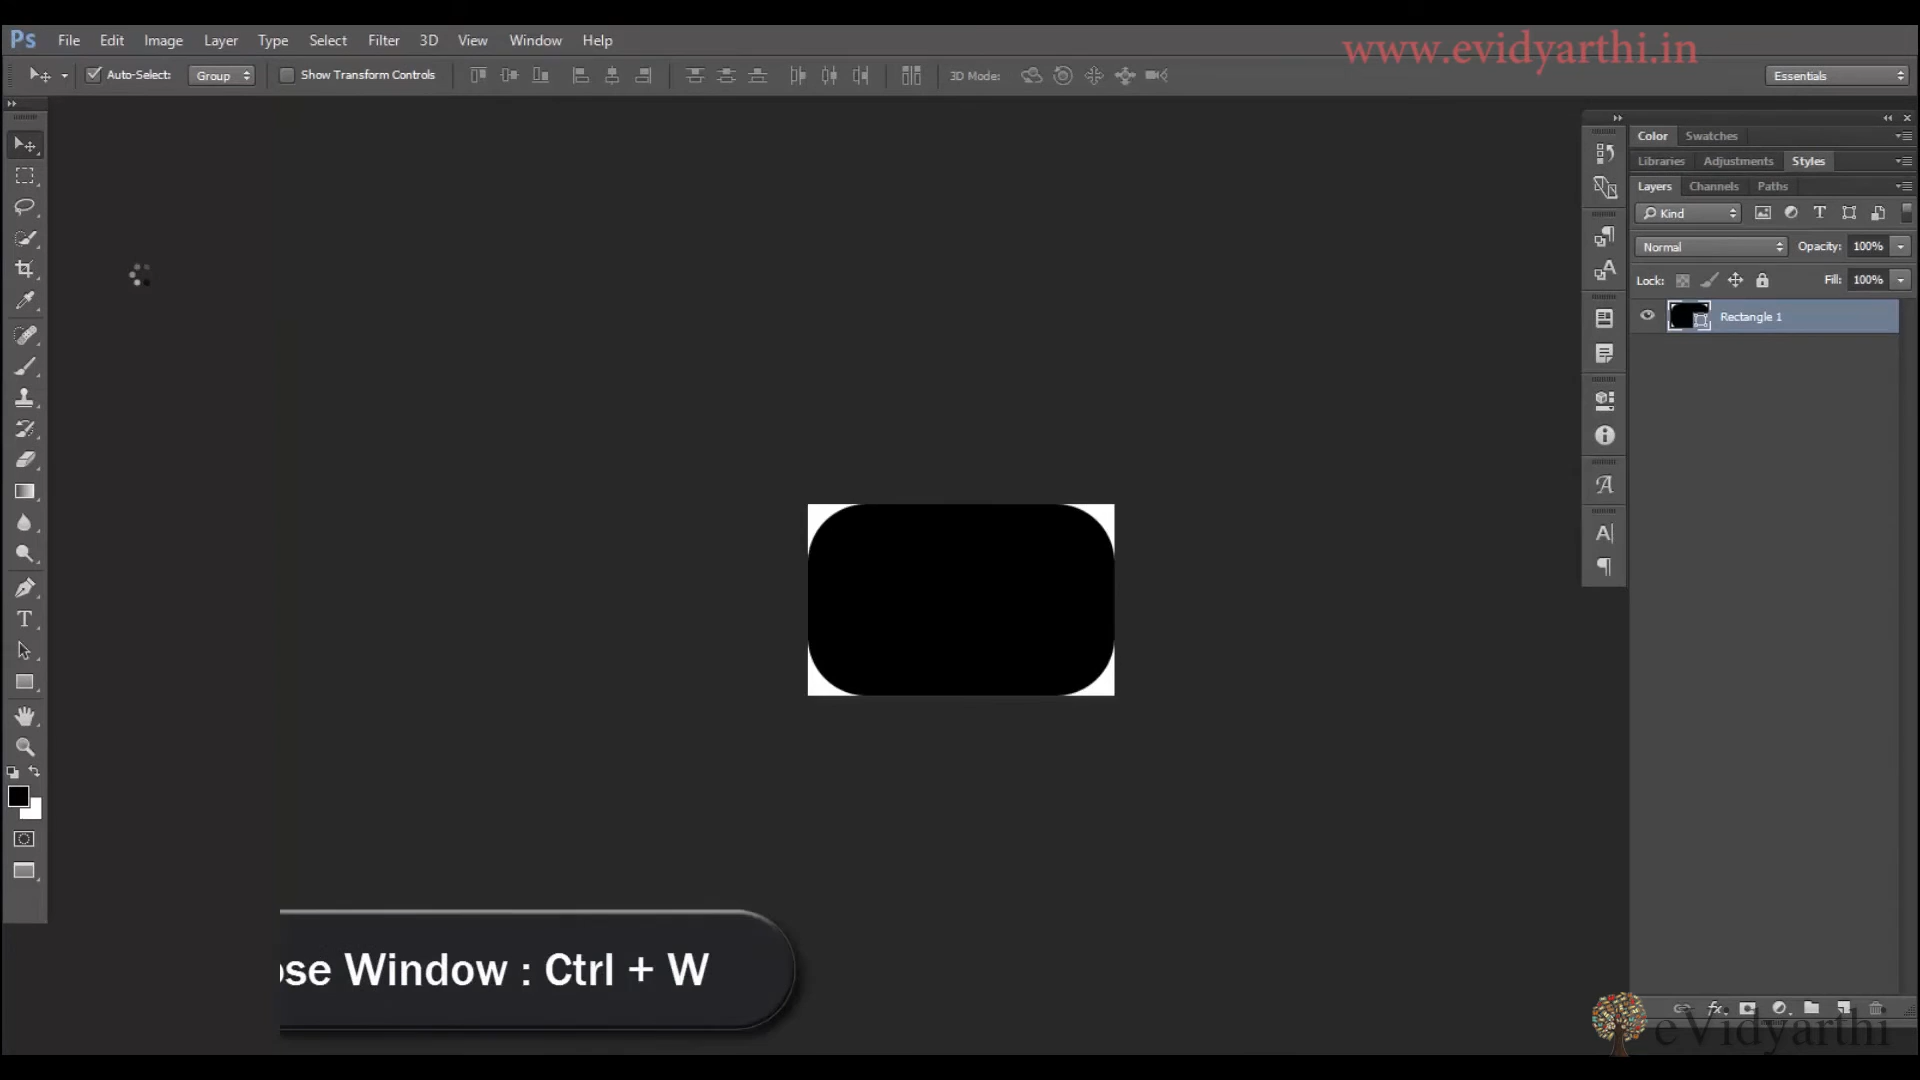 Ps File Edit Image Layer Type Select Filter 3D View Window Help
www.evidyarthi.in
Auto-Select: Group Show Transform Controls 3D Mode: Essentials
Color Swatches
Libraries Adjustments Styles
Layers Channels Paths
Kind
Normal Opacity: 100%
Lock: Fill: 100%
Rectangle 1
ose Window : Ctrl + W
eVidyarthi